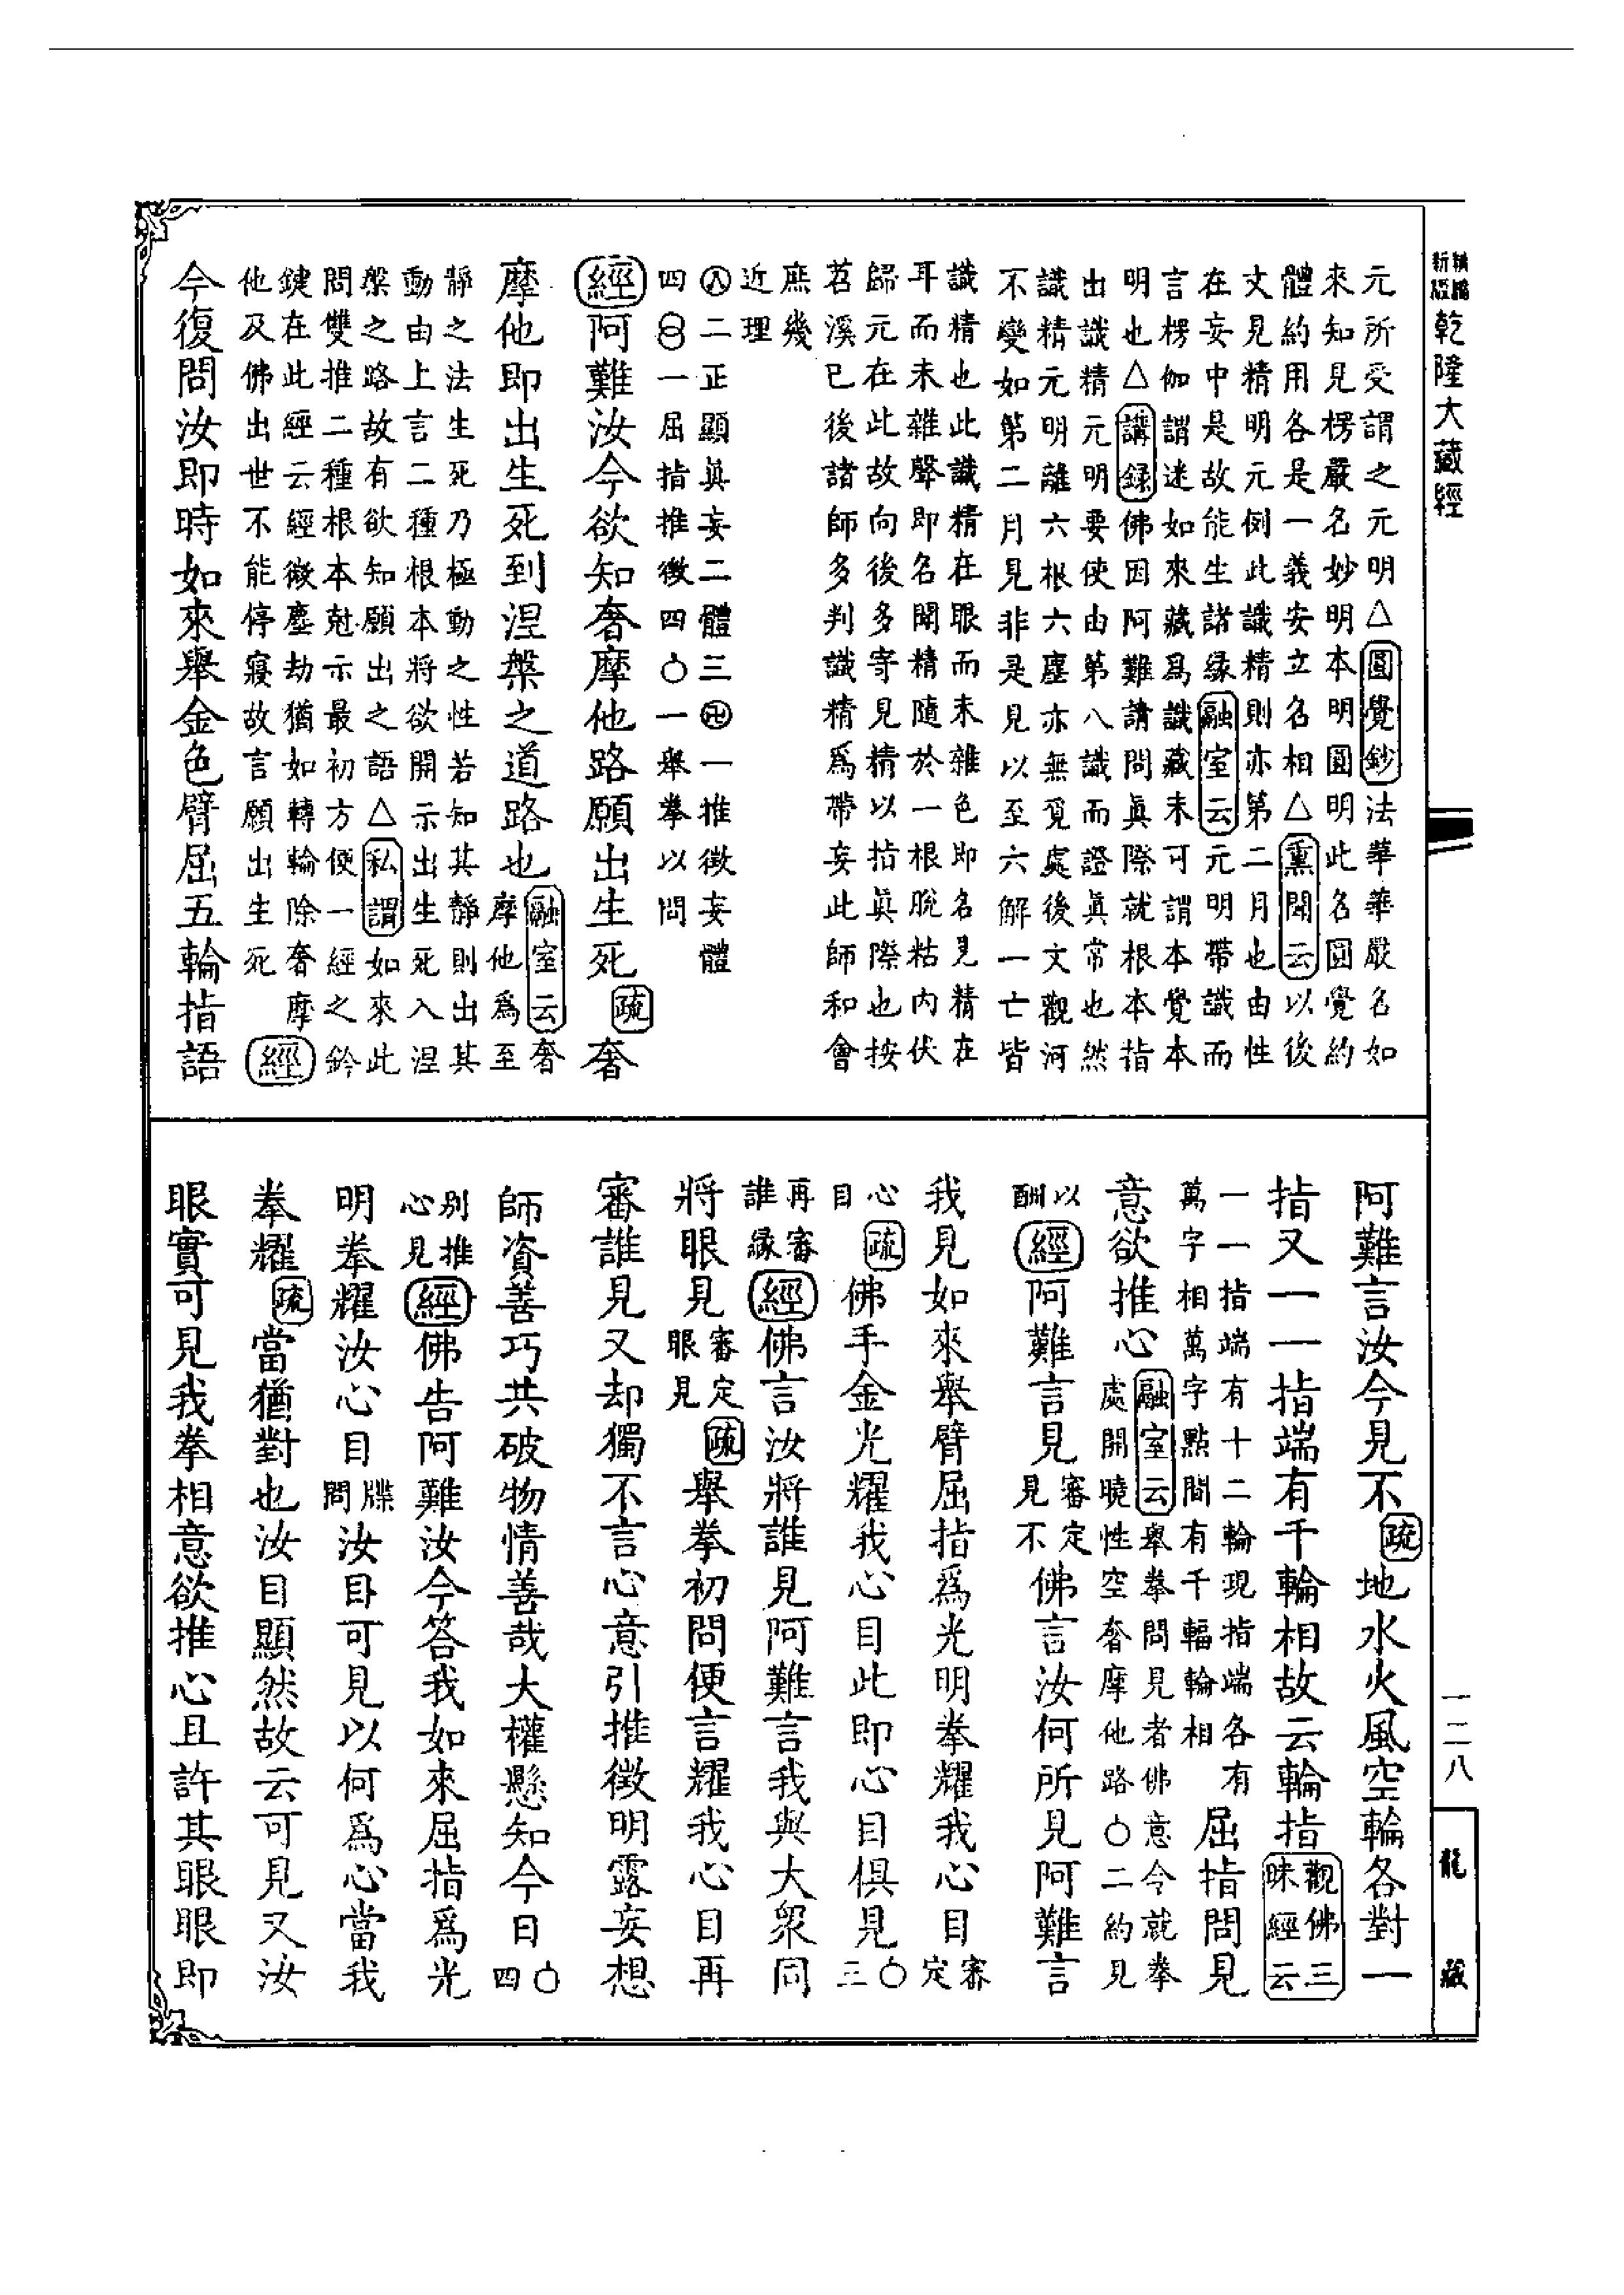 乾隆大藏經
元所受謂之元明△圓覺鈔法華華嚴名如
來知見楞嚴名妙明本明圓明此名圓覺約
體約用各是一義安立名相△熏聞云以後
文見精明元倒此識精則亦第二月也由性
在妄中是故能生諸緣融室云元明帶識而
言楞伽謂迷如來藏爲識藏未可謂本覺本
明也△講錄佛因阿難請問眞際就根本指
出識精元明要使由第八識而證眞常也然
識精元明離六根六塵亦無覓處後文觀河
不變如第二月見非是見以至六解一亡皆
識精也此識精在眼而未雜色即名見精在
耳而未雜聲即名聞精隨於一根脫粘內伏
歸元在此故向後多寄見精以指眞際也按
苕溪已後諸師多判識精爲帶妄此師和會
庶幾
近理
㊇二正顯眞妄二體三卍一推徴妄體
四一屈指推徴四○一舉拳以問
經阿難汝今欲知奢摩他路願出生死疏奢
摩他即出生死到涅槃之道路也融室云奢
摩他爲至
靜之法生死乃極動之性若知其靜則出其
動由上言二種根本將欲開示出生死入涅
槃之路故有欲知願出之語△私謂如來此
問雙推二種根本尅示最初方便一經之鈐
鍵在此經云經微塵劫猶如轉輪除奢摩
他及佛出世不能停寢故言願出生死經
今復問汝即時如來舉金色臂屈五輪指語
阿難言汝今見不疏地水火風空輪各對一
指又一一指端有千輪相故云輪指觀佛三
昧經云
一一指端有十二輪現指端各有
萬字相萬字點間有千輻輪相
屈指問見
意欲推心融室云舉拳問見者佛意今就拳
處開曉性空奢摩他路○二約見
以
酬
經阿難言見審定
見不
佛言汝何所見阿難言
我見如來舉臂屈指爲光明拳耀我心目審
定
心
目
疏佛手金光耀我心目此即心目俱見○
三
再審
誰緣
經佛言汝將誰見阿難言我與大衆同
將眼見審定
眼見
疏舉拳初問便言耀我心目再
審誰見又却獨不言心意引推徴明露妄想
師資善巧共破物情善哉大權懸知今日○
四
別推
心見
經佛告阿難汝今答我如來屈指爲光
明拳耀汝心目牒
問
汝目可見以何爲心當我
拳耀疏當猶對也汝目顯然故云可見又汝
眼實可見我拳相意欲推心且許其眼眼即
一二八
龍藏